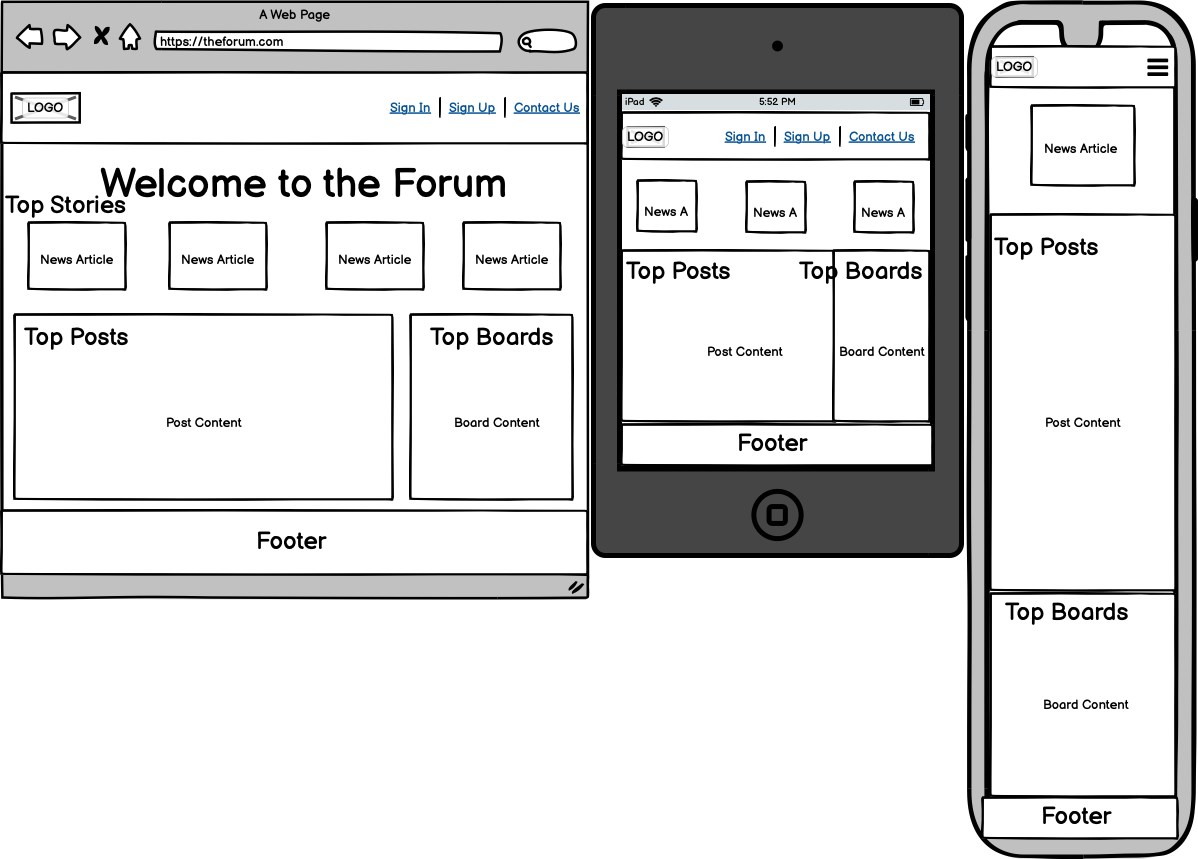 A Web Page
https://theforum.com
LOGO
Sign In
Sign Up
Contact Us
Welcome to the Forum
Top Stories
News Article
News Article
News Article
News Article
Top Posts
Post Content
Top Boards
Board Content
Footer
iPad
5:52 PM
LOGO
Sign In
Sign Up
Contact Us
News A
News A
News A
Top Posts
Post Content
Top Boards
Board Content
Footer
LOGO
News Article
Top Posts
Post Content
Top Boards
Board Content
Footer